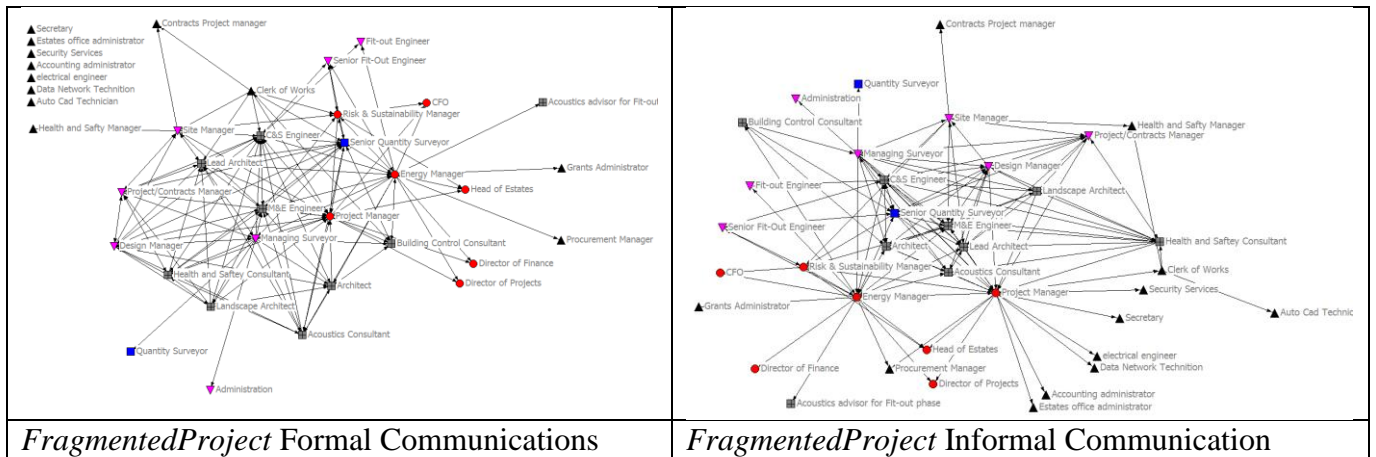 Contracts Project manager
Secretary
Estates office administrator
Security Services
Accounting administrator
electrical engineer
Data Network Technition
Auto Cad Technician
Fit-out Engineer
Senior Fit-Out Engineer
Clerk of Works
CFO
Acoustics advisor for Fit-out
Risk & Sustainability Manager
Health and Safty Manager
Site Manager
C&S Engineer
Senior Quantity Surveyor
Lead Architect
Grants Administrator
Energy Manager
Project/Contracts Manager
Head of Estates
M&E Engineer
Project Manager
Design Manager
Managing Surveyor
Building Control Consultant
Procurement Manager
Director of Finance
Health and Saftey Consultant
Director of Projects
Architect
Landscape Architect
Acoustics Consultant
Quantity Surveyor
Administration
FragmentedProject Formal Communications
Contracts Project manager
Quantity Surveyor
Administration
Building Control Consultant
Site Manager
Health and Safty Manager
Project/Contracts Manager
Managing Surveyor
Design Manager
C&S Engineer
Fit-out Engineer
Landscape Architect
Senior Quantity Surveyor
Senior Fit-Out Engineer
M&E Engineer
Architect
Lead Architect
Health and Saftey Consultant
Risk & Sustainability Manager
CFO
Acoustics Consultant
Clerk of Works
Energy Manager
Project Manager
Security Services
Grants Administrator
Secretary
Auto Cad Technic
Head of Estates
electrical engineer
Director of Finance
Procurement Manager
Data Network Technition
Director of Projects
Accounting administrator
Acoustics advisor for Fit-out phase
Estates office administrator
FragmentedProject Informal Communication